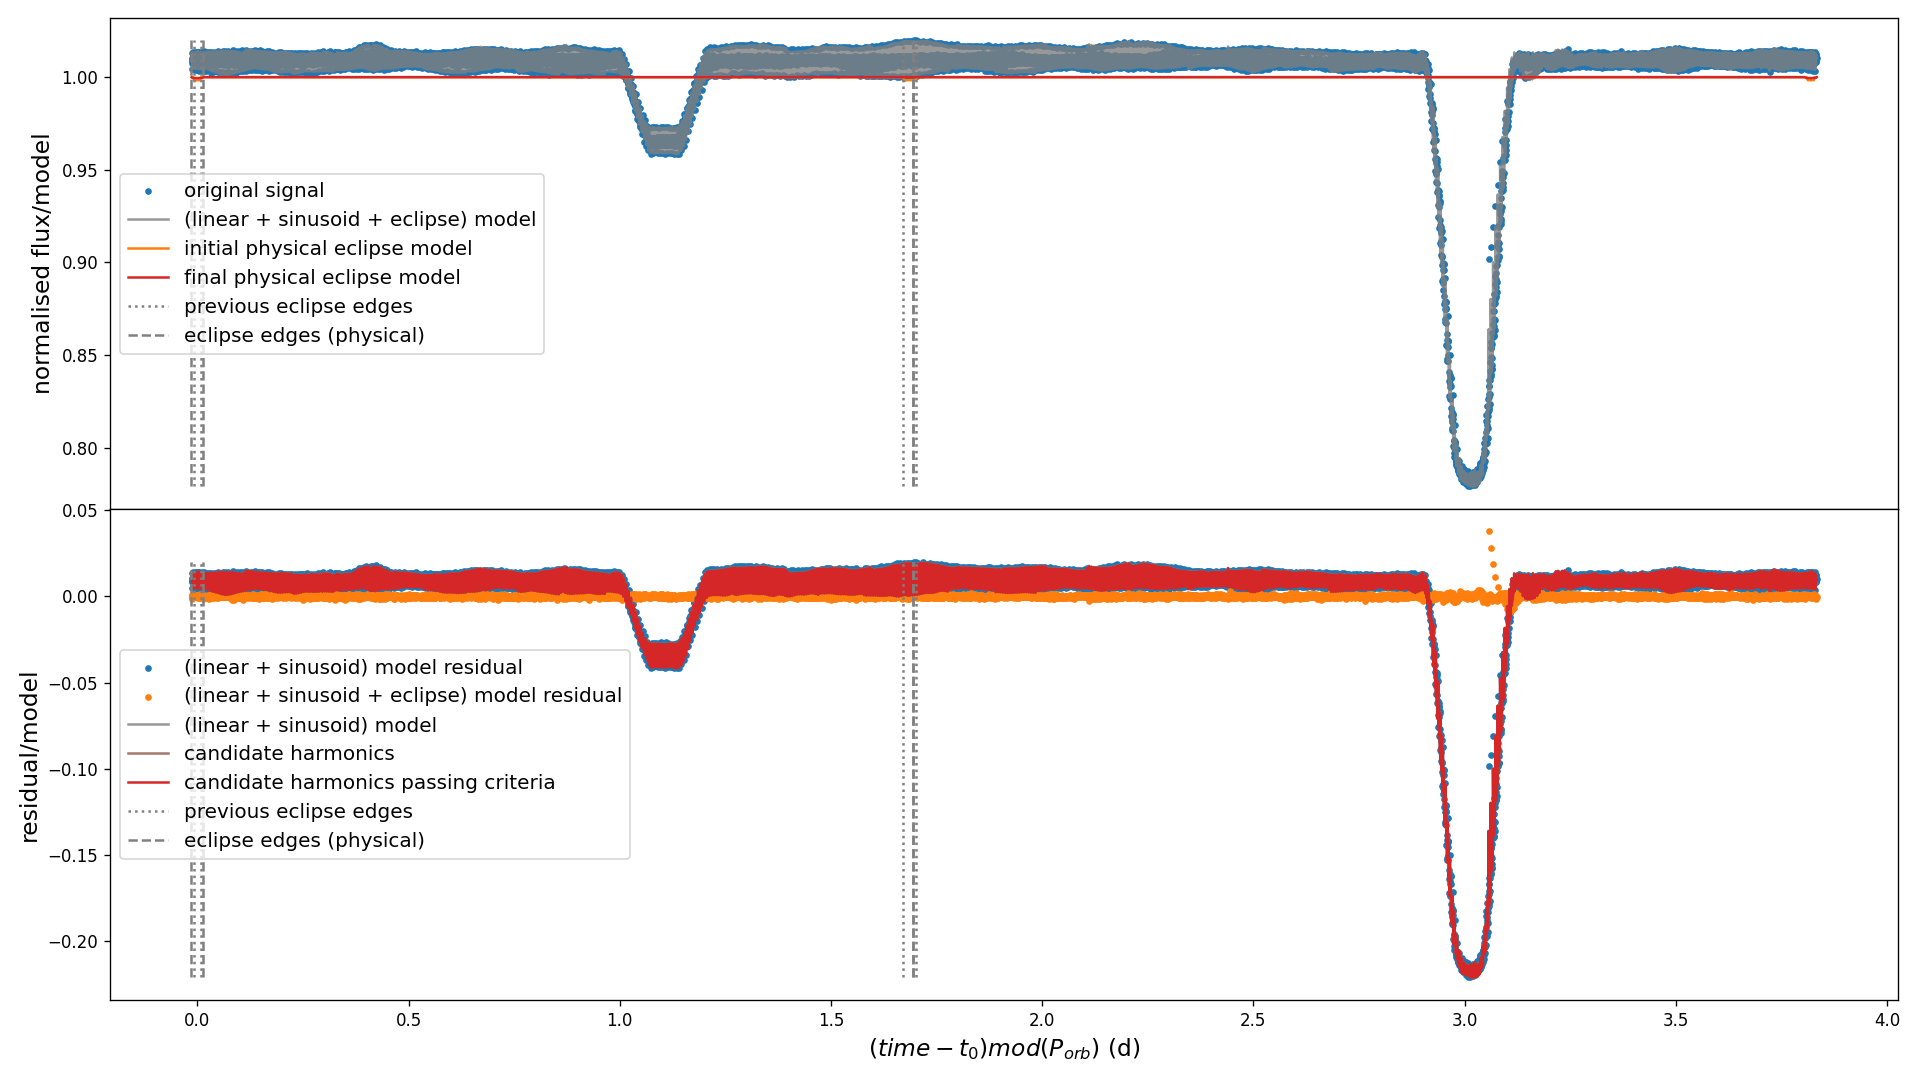 1.00
0.95
0.90
0.85
0.80
normalised flux/model
original signal
(linear + sinusoid + eclipse) model
initial physical eclipse model
final physical eclipse model
previous eclipse edges
eclipse edges (physical)
0.05
0.00
−0.05
−0.10
−0.15
−0.20
residual/model
(linear + sinusoid) model residual
(linear + sinusoid + eclipse) model residual
(linear + sinusoid) model
candidate harmonics
candidate harmonics passing criteria
previous eclipse edges
eclipse edges (physical)
0.0 0.5 1.0 1.5 2.0 2.5 3.0 3.5 4.0
(time − t₀)mod(P_orb) (d)